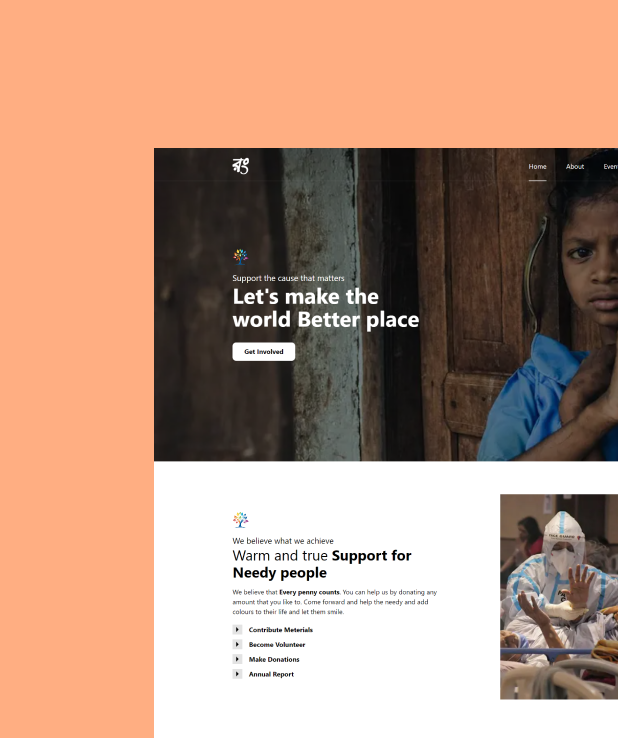 রং
Home About Even
Support the cause that matters
Let's make the
world Better place
Get Involved
We believe what we achieve
Warm and true Support for
Needy people
We believe that Every penny counts. You can help us by donating any
amount that you like to. Come forward and help the needy and add
colours to their life and let them smile.
Contribute Meterials
Become Volunteer
Make Donations
Annual Report